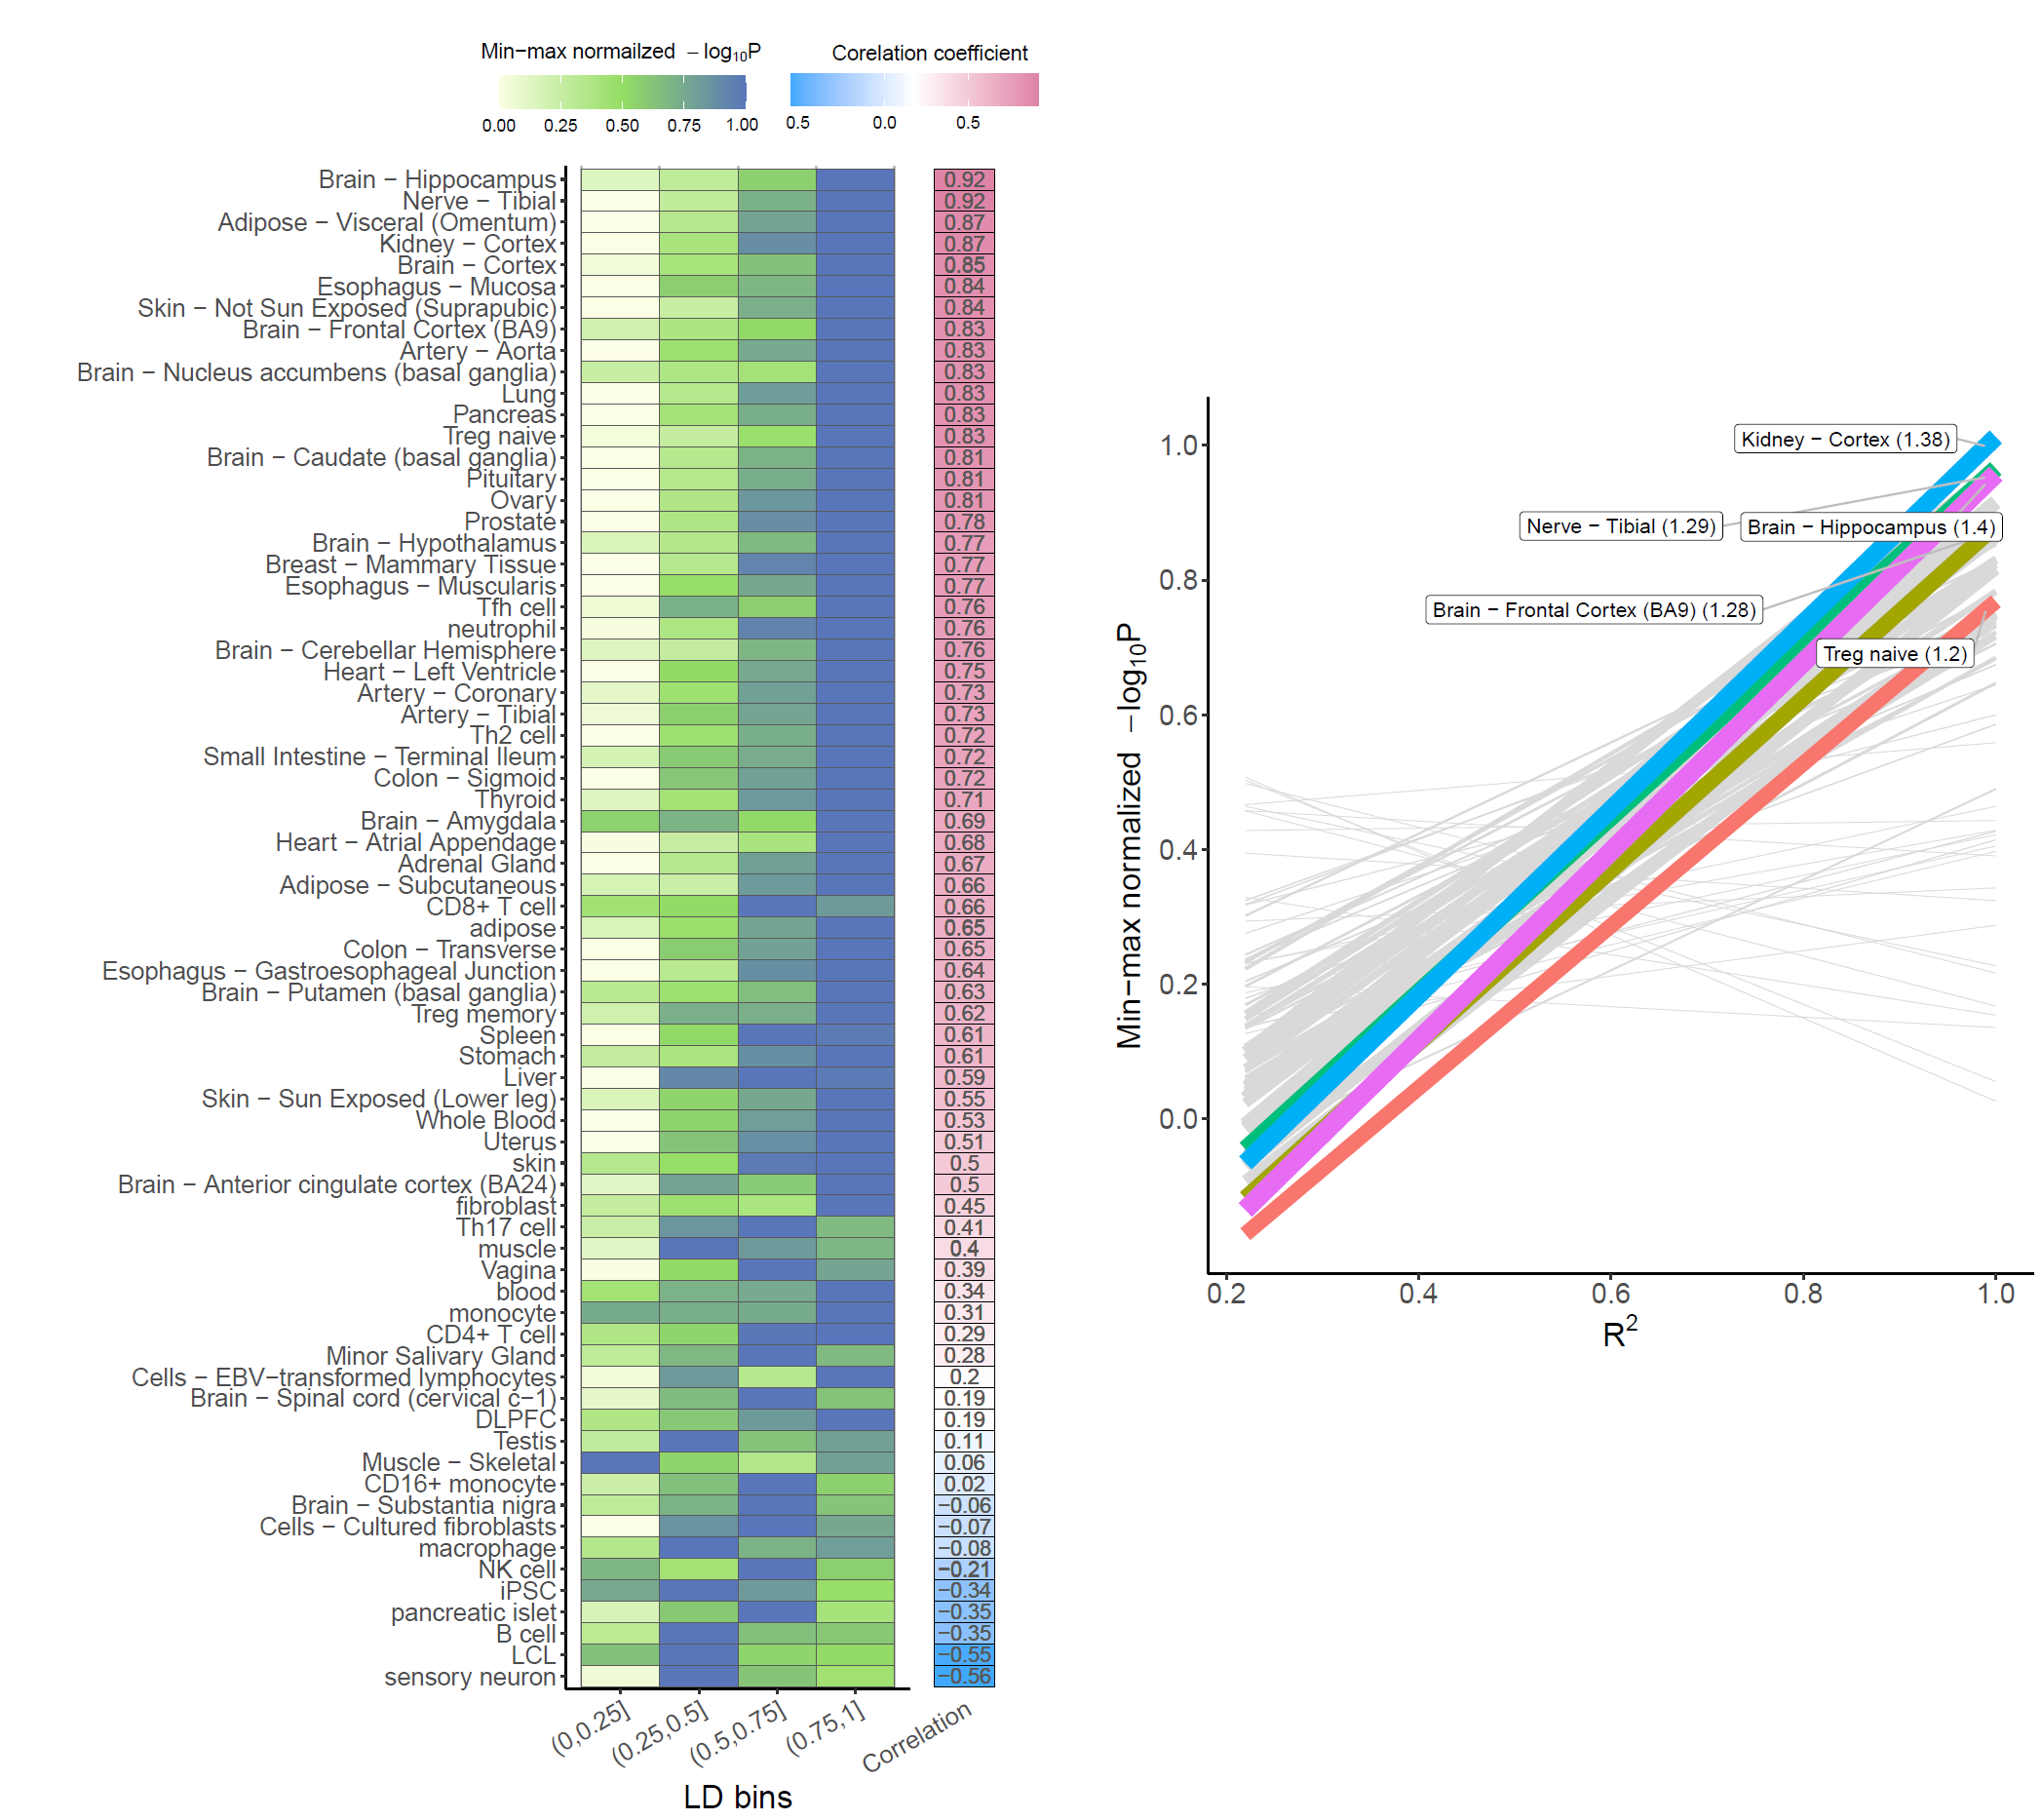 Min−max normailzed −log10P
Corelation coefficient
0.00 0.25 0.50 0.75 1.00
0.5 0.0 0.5
Brain − Hippocampus 0.92
Nerve − Tibial 0.92
Adipose − Visceral (Omentum) 0.87
Kidney − Cortex 0.87
Brain − Cortex 0.85
Esophagus − Mucosa 0.84
Skin − Not Sun Exposed (Suprapubic) 0.84
Brain − Frontal Cortex (BA9) 0.83
Artery − Aorta 0.83
Brain − Nucleus accumbens (basal ganglia) 0.83
Lung 0.83
Pancreas 0.83
Treg naive 0.83
Brain − Caudate (basal ganglia) 0.81
Pituitary 0.81
Ovary 0.81
Prostate 0.78
Brain − Hypothalamus 0.77
Breast − Mammary Tissue 0.77
Esophagus − Muscularis 0.77
Tfh cell 0.76
neutrophil 0.76
Brain − Cerebellar Hemisphere 0.76
Heart − Left Ventricle 0.75
Artery − Coronary 0.73
Artery − Tibial 0.73
Th2 cell 0.72
Small Intestine − Terminal Ileum 0.72
Colon − Sigmoid 0.72
Thyroid 0.71
Brain − Amygdala 0.69
Heart − Atrial Appendage 0.68
Adrenal Gland 0.67
Adipose − Subcutaneous 0.66
CD8+ T cell 0.66
adipose 0.65
Colon − Transverse 0.65
Esophagus − Gastroesophageal Junction 0.64
Brain − Putamen (basal ganglia) 0.63
Treg memory 0.62
Spleen 0.61
Stomach 0.61
Liver 0.59
Skin − Sun Exposed (Lower leg) 0.55
Whole Blood 0.53
Uterus 0.51
skin 0.5
Brain − Anterior cingulate cortex (BA24) 0.5
fibroblast 0.45
Th17 cell 0.41
muscle 0.4
Vagina 0.39
blood 0.34
monocyte 0.31
CD4+ T cell 0.29
Minor Salivary Gland 0.28
Cells − EBV−transformed lymphocytes 0.2
Brain − Spinal cord (cervical c−1) 0.19
DLPFC 0.19
Testis 0.11
Muscle − Skeletal 0.06
CD16+ monocyte 0.02
Brain − Substantia nigra −0.06
Cells − Cultured fibroblasts −0.07
macrophage −0.08
NK cell −0.21
iPSC −0.34
pancreatic islet −0.35
B cell −0.35
LCL −0.55
sensory neuron −0.56
(0,0.25] (0.25,0.5] (0.5,0.75] (0.75,1] Correlation
LD bins
Min−max normalized −log10P
1.0
0.8
0.6
0.4
0.2
0.0
Kidney − Cortex (1.38)
Nerve − Tibial (1.29)
Brain − Hippocampus (1.4)
Brain − Frontal Cortex (BA9) (1.28)
Treg naive (1.2)
0.2 0.4 0.6 0.8 1.0
R2